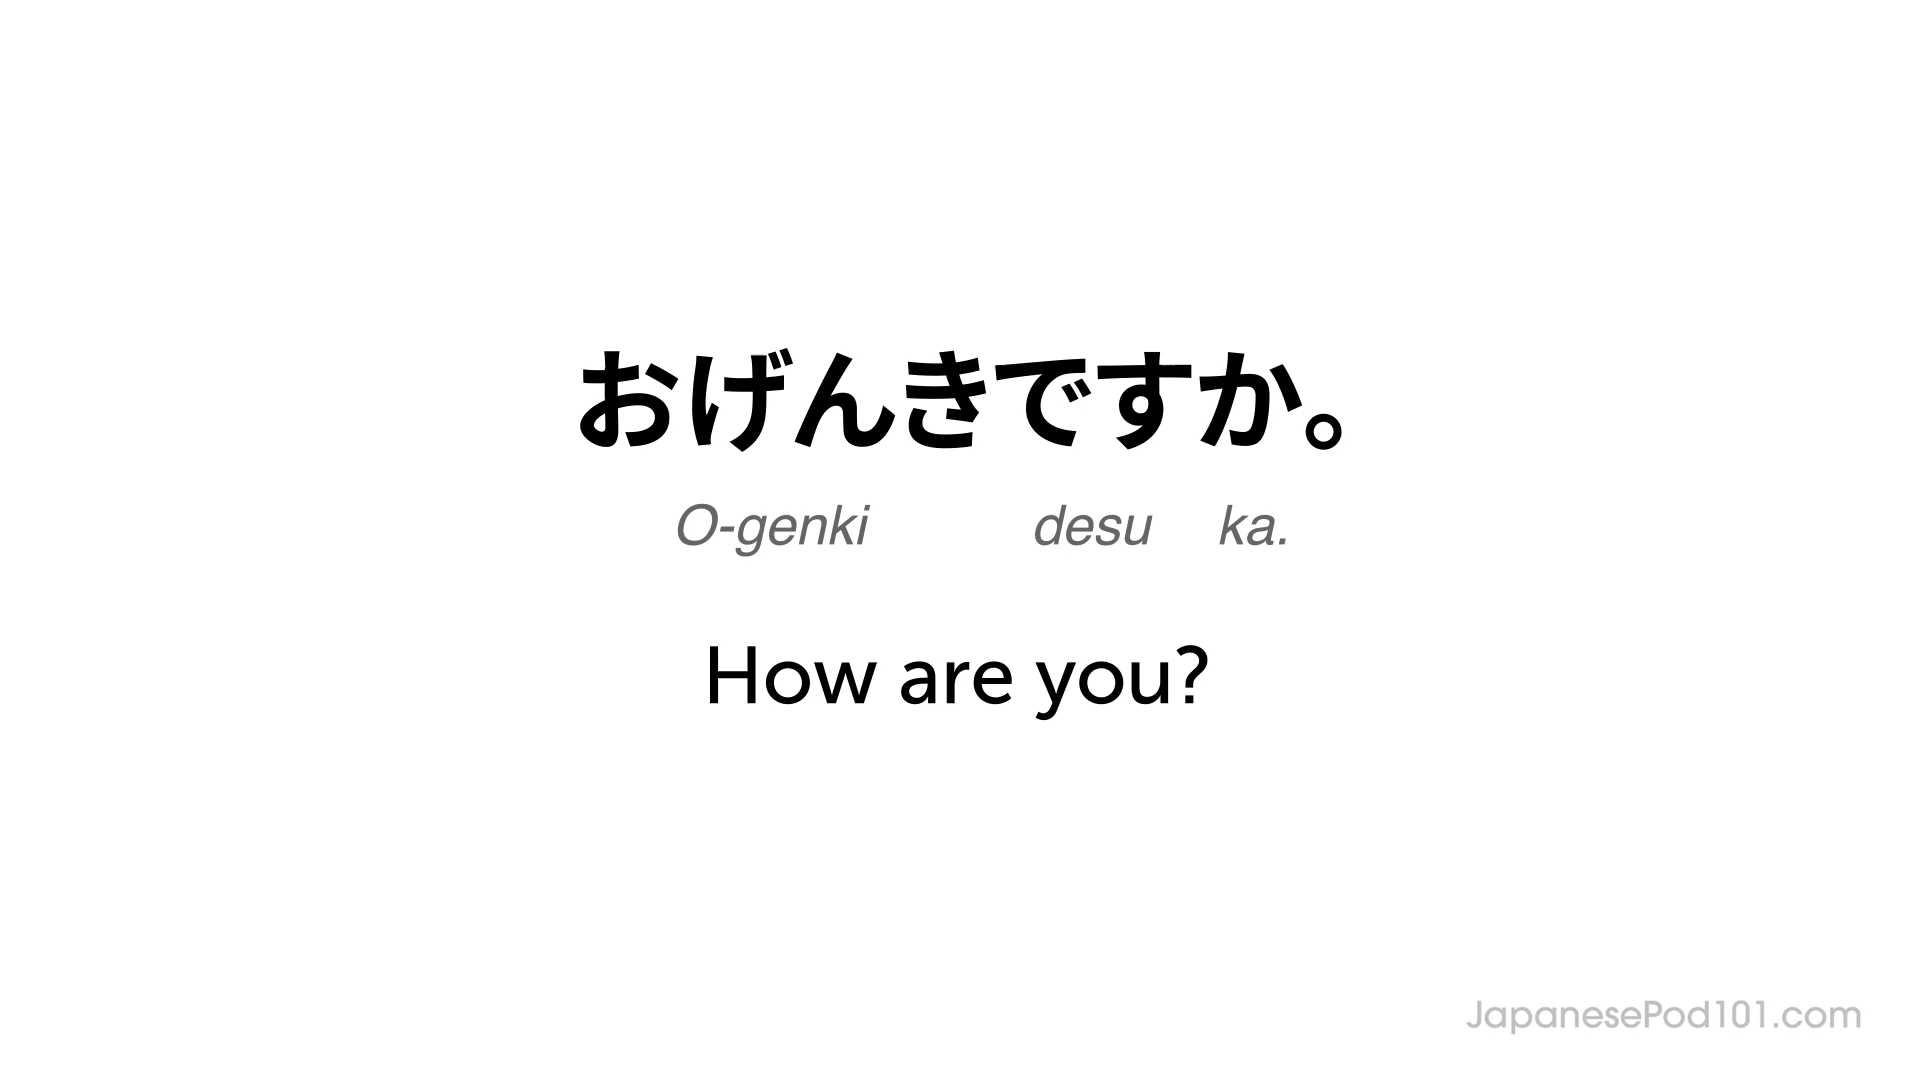 おげんきですか。
O-genki desu ka.
How are you?
JapanesePod101.com